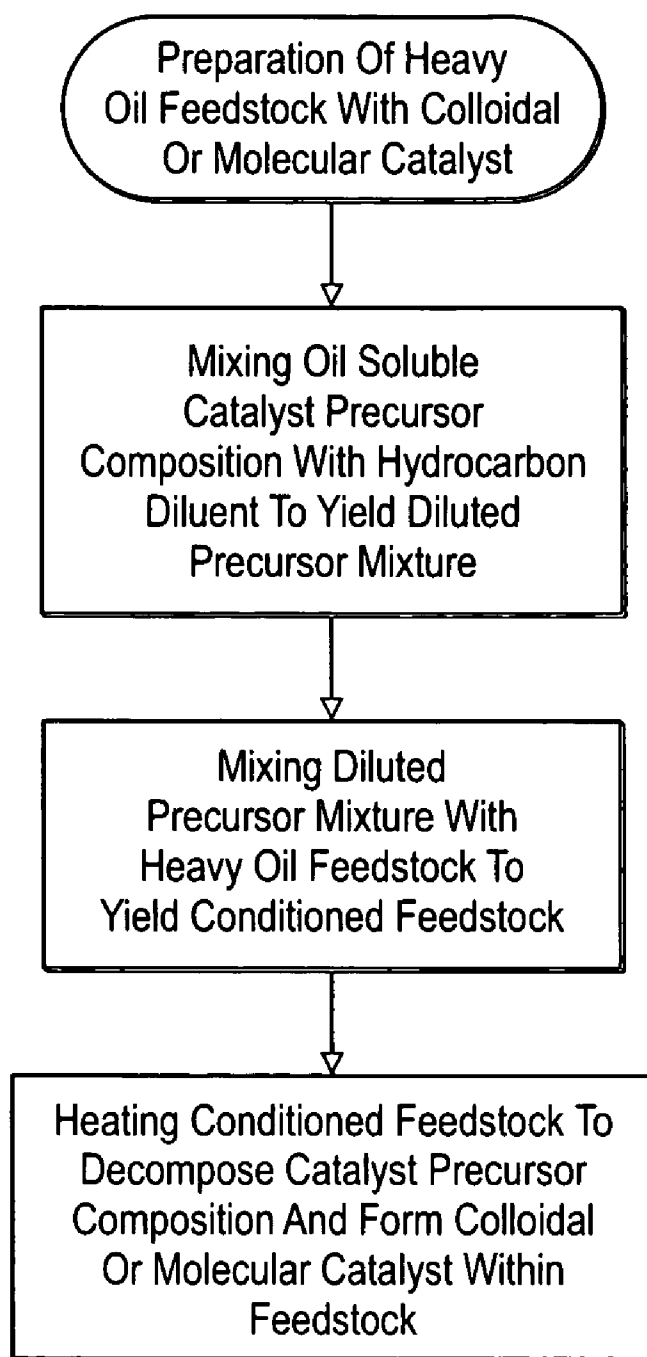 Preparation Of Heavy
Oil Feedstock With Colloidal
Or Molecular Catalyst
Mixing Oil Soluble
Catalyst Precursor
Composition With Hydrocarbon
Diluent To Yield Diluted
Precursor Mixture
Mixing Diluted
Precursor Mixture With
Heavy Oil Feedstock To
Yield Conditioned Feedstock
Heating Conditioned Feedstock To
Decompose Catalyst Precursor
Composition And Form Colloidal
Or Molecular Catalyst Within
Feedstock